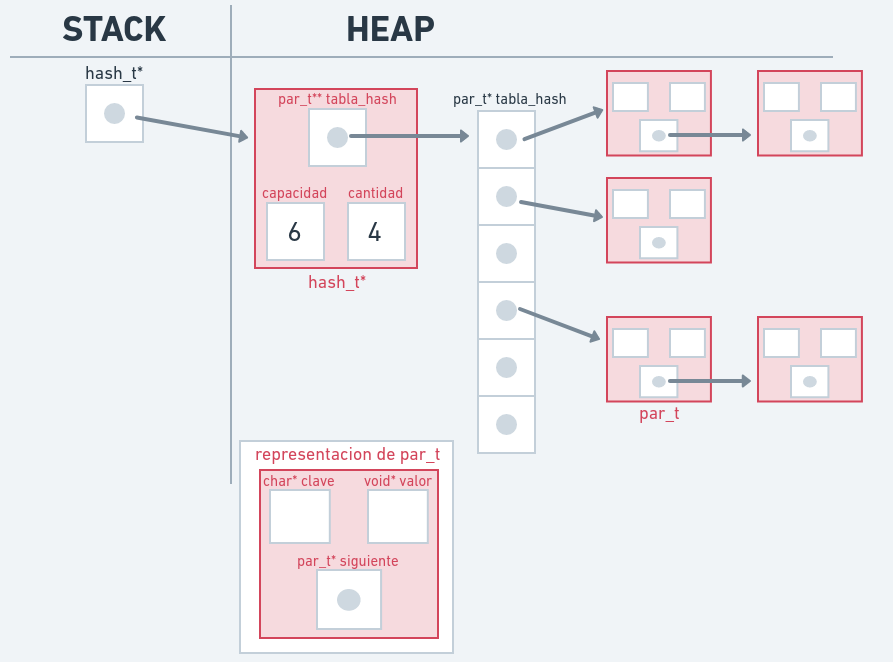 STACK
HEAP
hash_t*
par_t** tabla_hash
par_t* tabla_hash
capacidad
cantidad
6
4
hash_t*
par_t
representacion de par_t
char* clave
void* valor
par_t* siguiente